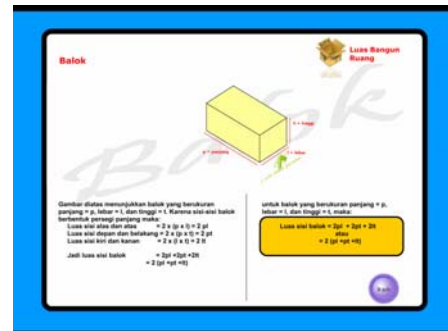 Balok
Luas Bangun
Ruang
Balok
t = tinggi
p = panjang
l = lebar
Gambar diatas menunjukkan balok yang berukuran
panjang = p, lebar = l, dan tinggi = t. Karena sisi-sisi balok
berbentuk persegi panjang maka:
Luas sisi alas dan atas = 2 x (p x l) = 2 pl
Luas sisi depan dan belakang = 2 x (p x t) = 2 pt
Luas sisi kiri dan kanan = 2 x (l x t) = 2 lt
Jadi luas sisi balok = 2pl +2pt +2lt
= 2 (pl +pt +lt)
untuk balok yang berukuran panjang = p,
lebar = l, dan tinggi = t, maka:
Luas sisi balok = 2pl + 2pt + 2lt
atau
= 2 (pl +pt +lt)